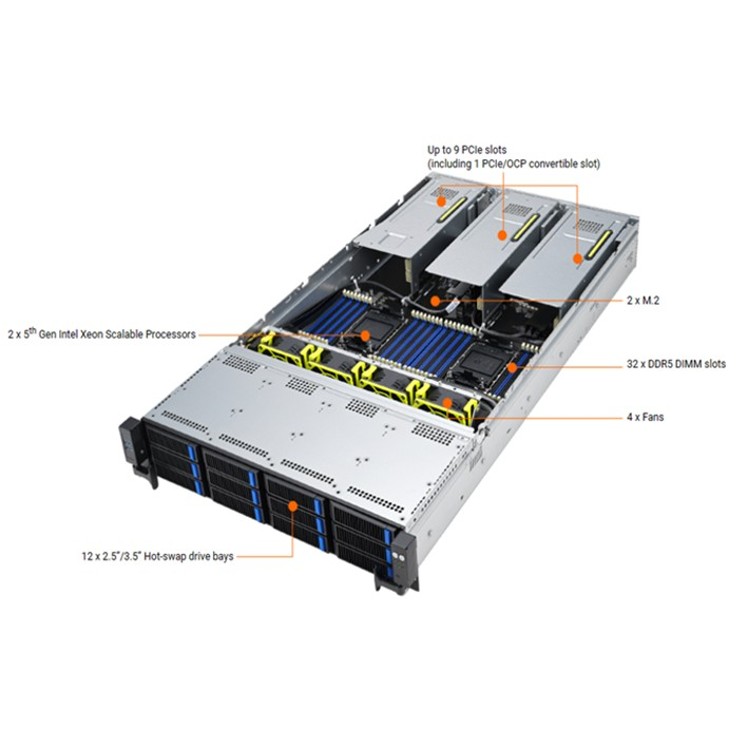 Up to 9 PCIe slots
(including 1 PCIe/OCP convertible slot)
2 x M.2
2 x 5th Gen Intel Xeon Scalable Processors
32 x DDR5 DIMM slots
4 x Fans
12 x 2.5"/3.5" Hot-swap drive bays